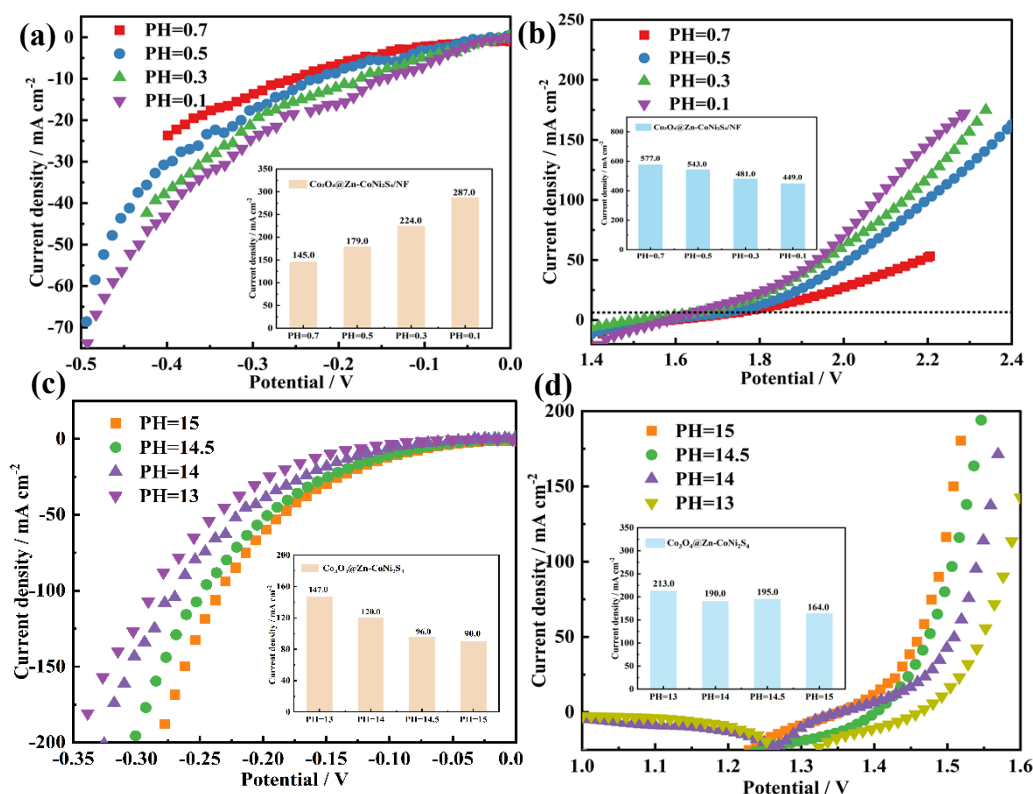 (a)
PH=0.7
PH=0.5
PH=0.3
PH=0.1
Current density / mA cm⁻²
0
-10
-20
-30
-40
-50
-60
-70
-0.5
-0.4
-0.3
-0.2
-0.1
0.0
Potential / V
Co₃O₄@Zn-CoNi₂S₄/NF
Current density / mA cm⁻²
350
300
250
200
150
100
50
0
145.0
179.0
224.0
287.0
PH=0.7
PH=0.5
PH=0.3
PH=0.1
(b)
PH=0.7
PH=0.5
PH=0.3
PH=0.1
Current density / mA cm⁻²
250
200
150
100
50
0
1.4
1.6
1.8
2.0
2.2
2.4
Potential / V
Co₃O₄@Zn-CoNi₂S₄/NF
Current density / mA cm⁻²
800
600
400
200
0
577.0
543.0
481.0
449.0
PH=0.7
PH=0.5
PH=0.3
PH=0.1
(c)
PH=15
PH=14.5
PH=14
PH=13
Current density / mA cm⁻²
0
-50
-100
-150
-200
-0.35
-0.30
-0.25
-0.20
-0.15
-0.10
-0.05
0.00
Potential / V
Co₃O₄@Zn-CoNi₂S₄
Current density / mA cm⁻²
160
120
80
40
0
147.0
120.0
96.0
90.0
PH=13
PH=14
PH=14.5
PH=15
(d)
PH=15
PH=14.5
PH=14
PH=13
Current density / mA cm⁻²
200
150
100
50
0
1.0
1.1
1.2
1.3
1.4
1.5
1.6
Potential / V
Co₃O₄@Zn-CoNi₂S₄
Current density / mA cm⁻²
350
300
250
200
150
100
50
0
213.0
190.0
195.0
164.0
PH=13
PH=14
PH=14.5
PH=15